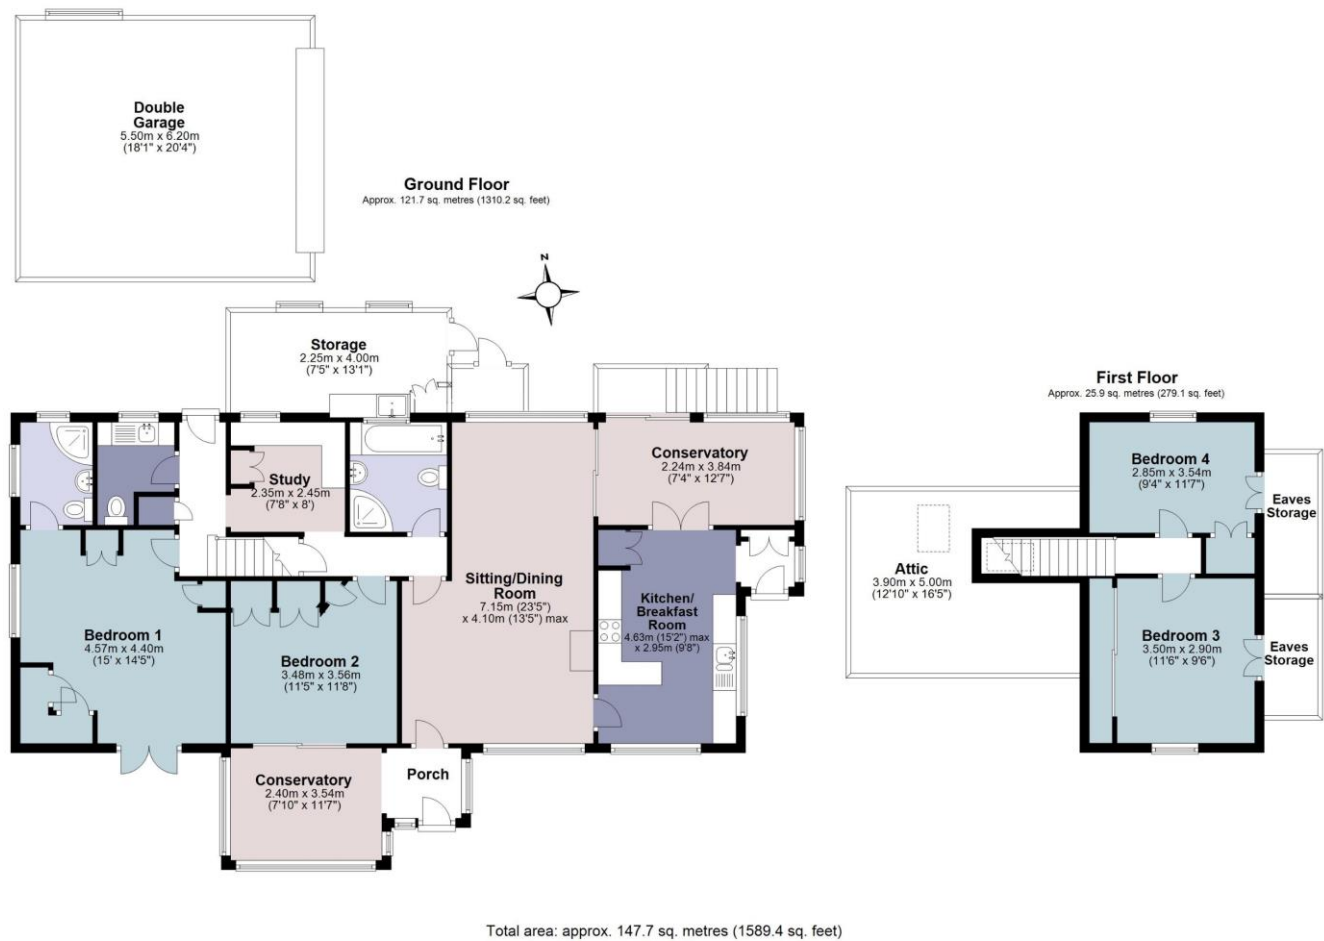 Double
Garage
5.50m x 6.20m
(18'1" x 20'4")
Ground Floor
Approx. 121.7 sq. metres (1310.2 sq. feet)
N
Storage
2.25m x 4.00m
(7'5" x 13'1")
Study
2.35m x 2.45m
(7'8" x 8')
Conservatory
2.24m x 3.84m
(7'4" x 12'7")
Sitting/Dining
Room
7.15m (23'5")
x 4.10m (13'5") max
Kitchen/
Breakfast
Room
4.63m (15'2") max
x 2.95m (9'8")
Bedroom 1
4.57m x 4.40m
(15' x 14'5")
Bedroom 2
3.48m x 3.56m
(11'5" x 11'8")
Conservatory
2.40m x 3.54m
(7'10" x 11'7")
Porch
First Floor
Approx. 25.9 sq. metres (279.1 sq. feet)
Bedroom 4
2.85m x 3.54m
(9'4" x 11'7")
Eaves
Storage
Attic
3.90m x 5.00m
(12'10" x 16'5")
Bedroom 3
3.50m x 2.90m
(11'6" x 9'6")
Eaves
Storage
Total area: approx. 147.7 sq. metres (1589.4 sq. feet)